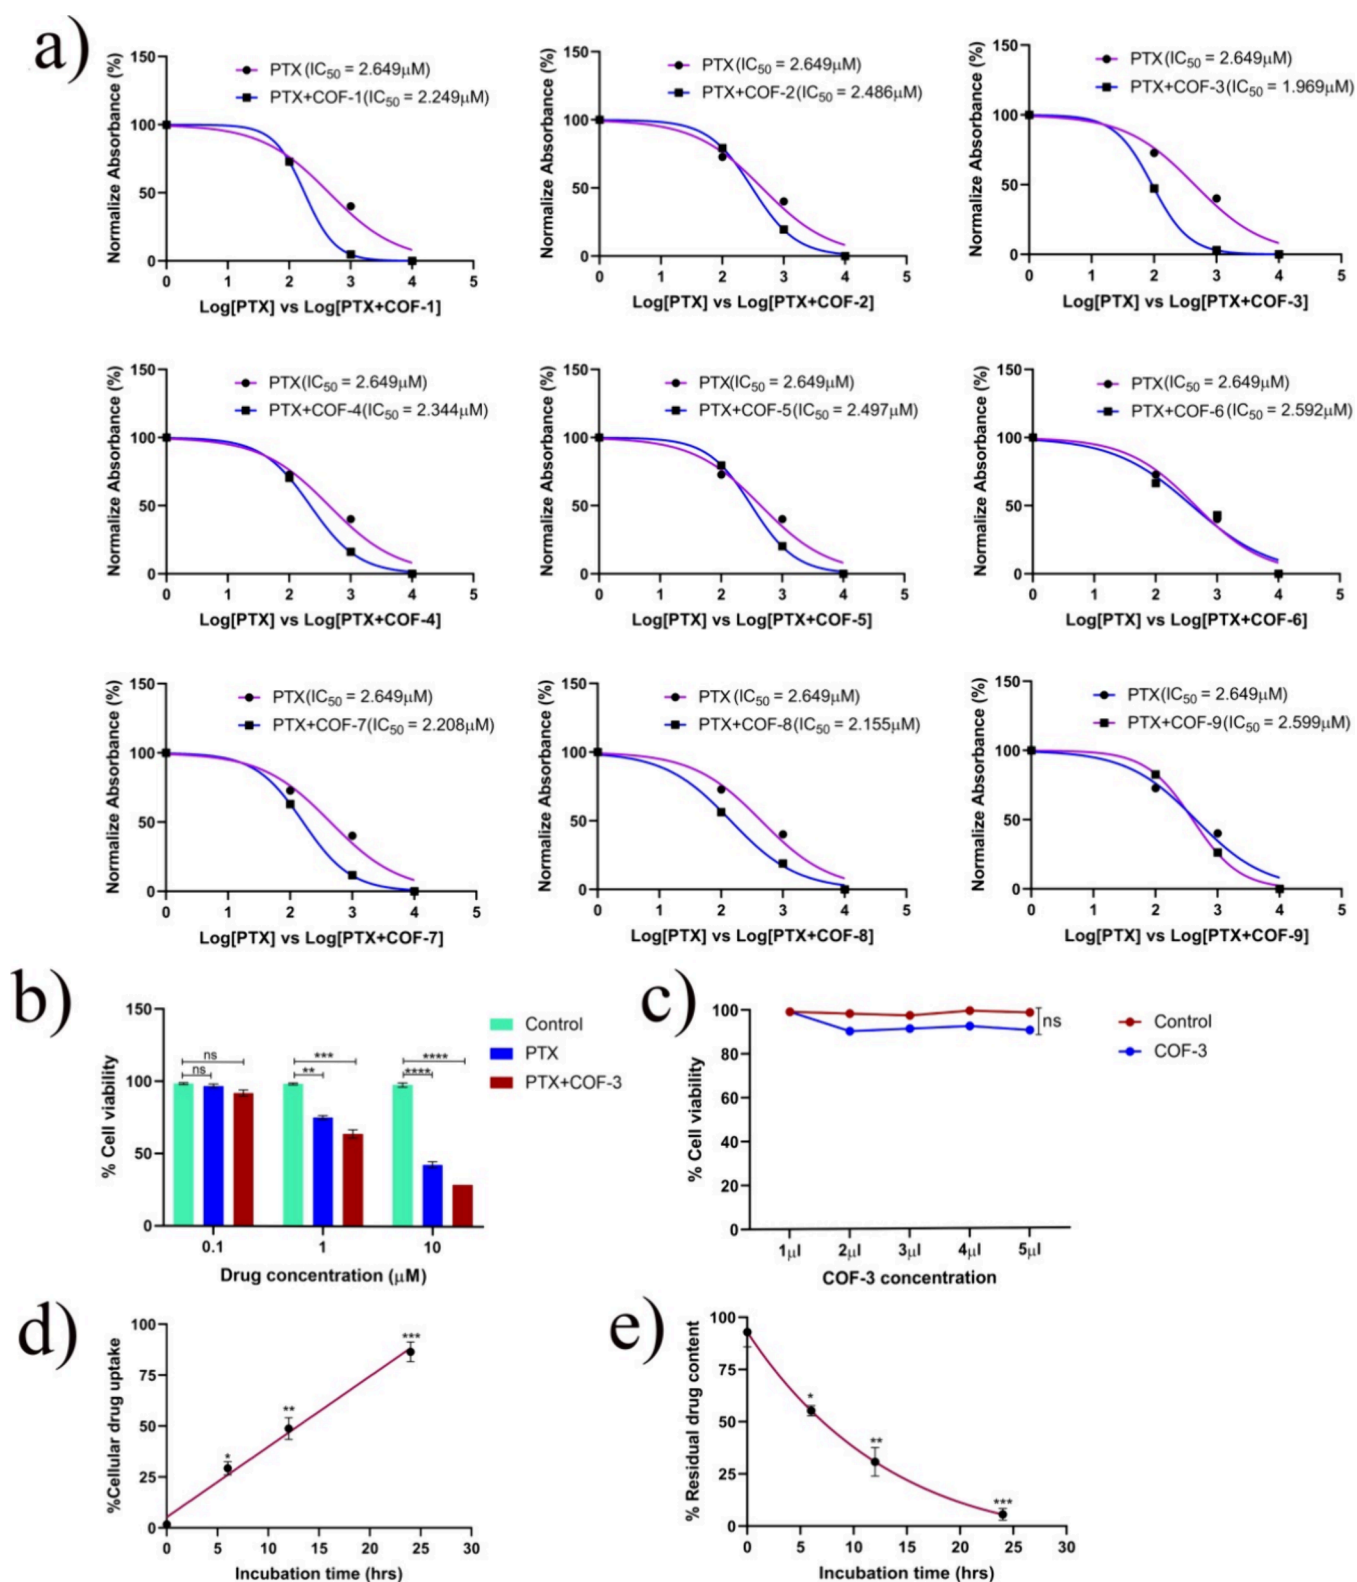 a)
PTX(IC50 = 2.649μM)
PTX+COF-1(IC50 = 2.249μM)
Normalize Absorbance (%)
150
100
50
0
0 1 2 3 4 5
Log[PTX] vs Log[PTX+COF-1]
PTX(IC50 = 2.649μM)
PTX+COF-2(IC50 = 2.486μM)
Normalize Absorbance (%)
150
100
50
0
0 1 2 3 4 5
Log[PTX] vs Log[PTX+COF-2]
PTX(IC50 = 2.649μM)
PTX+COF-3(IC50 = 1.969μM)
Normalize Absorbance (%)
150
100
50
0
0 1 2 3 4 5
Log[PTX] vs Log[PTX+COF-3]
PTX(IC50 = 2.649μM)
PTX+COF-4(IC50 = 2.344μM)
Normalize Absorbance (%)
150
100
50
0
0 1 2 3 4 5
Log[PTX] vs Log[PTX+COF-4]
PTX(IC50 = 2.649μM)
PTX+COF-5(IC50 = 2.497μM)
Normalize Absorbance (%)
150
100
50
0
0 1 2 3 4 5
Log[PTX] vs Log[PTX+COF-5]
PTX(IC50 = 2.649μM)
PTX+COF-6(IC50 = 2.592μM)
Normalize Absorbance (%)
150
100
50
0
0 1 2 3 4 5
Log[PTX] vs Log[PTX+COF-6]
PTX(IC50 = 2.649μM)
PTX+COF-7(IC50 = 2.208μM)
Normalize Absorbance (%)
150
100
50
0
0 1 2 3 4 5
Log[PTX] vs Log[PTX+COF-7]
PTX(IC50 = 2.649μM)
PTX+COF-8(IC50 = 2.155μM)
Normalize Absorbance (%)
150
100
50
0
0 1 2 3 4 5
Log[PTX] vs Log[PTX+COF-8]
PTX(IC50 = 2.649μM)
PTX+COF-9(IC50 = 2.599μM)
Normalize Absorbance (%)
150
100
50
0
0 1 2 3 4 5
Log[PTX] vs Log[PTX+COF-9]
b)
% Cell viability
150
100
50
0
ns
ns
***
**
****
****
Control
PTX
PTX+COF-3
0.1 1 10
Drug concentration (μM)
c)
% Cell viability
100
80
60
40
20
0
ns
Control
COF-3
1μl 2μl 3μl 4μl 5μl
COF-3 concentration
d)
%Cellular drug uptake
100
75
50
25
0
*
**
***
0 5 10 15 20 25 30
Incubation time (hrs)
e)
% Residual drug content
100
75
50
25
0
*
**
***
0 5 10 15 20 25 30
Incubation time (hrs)